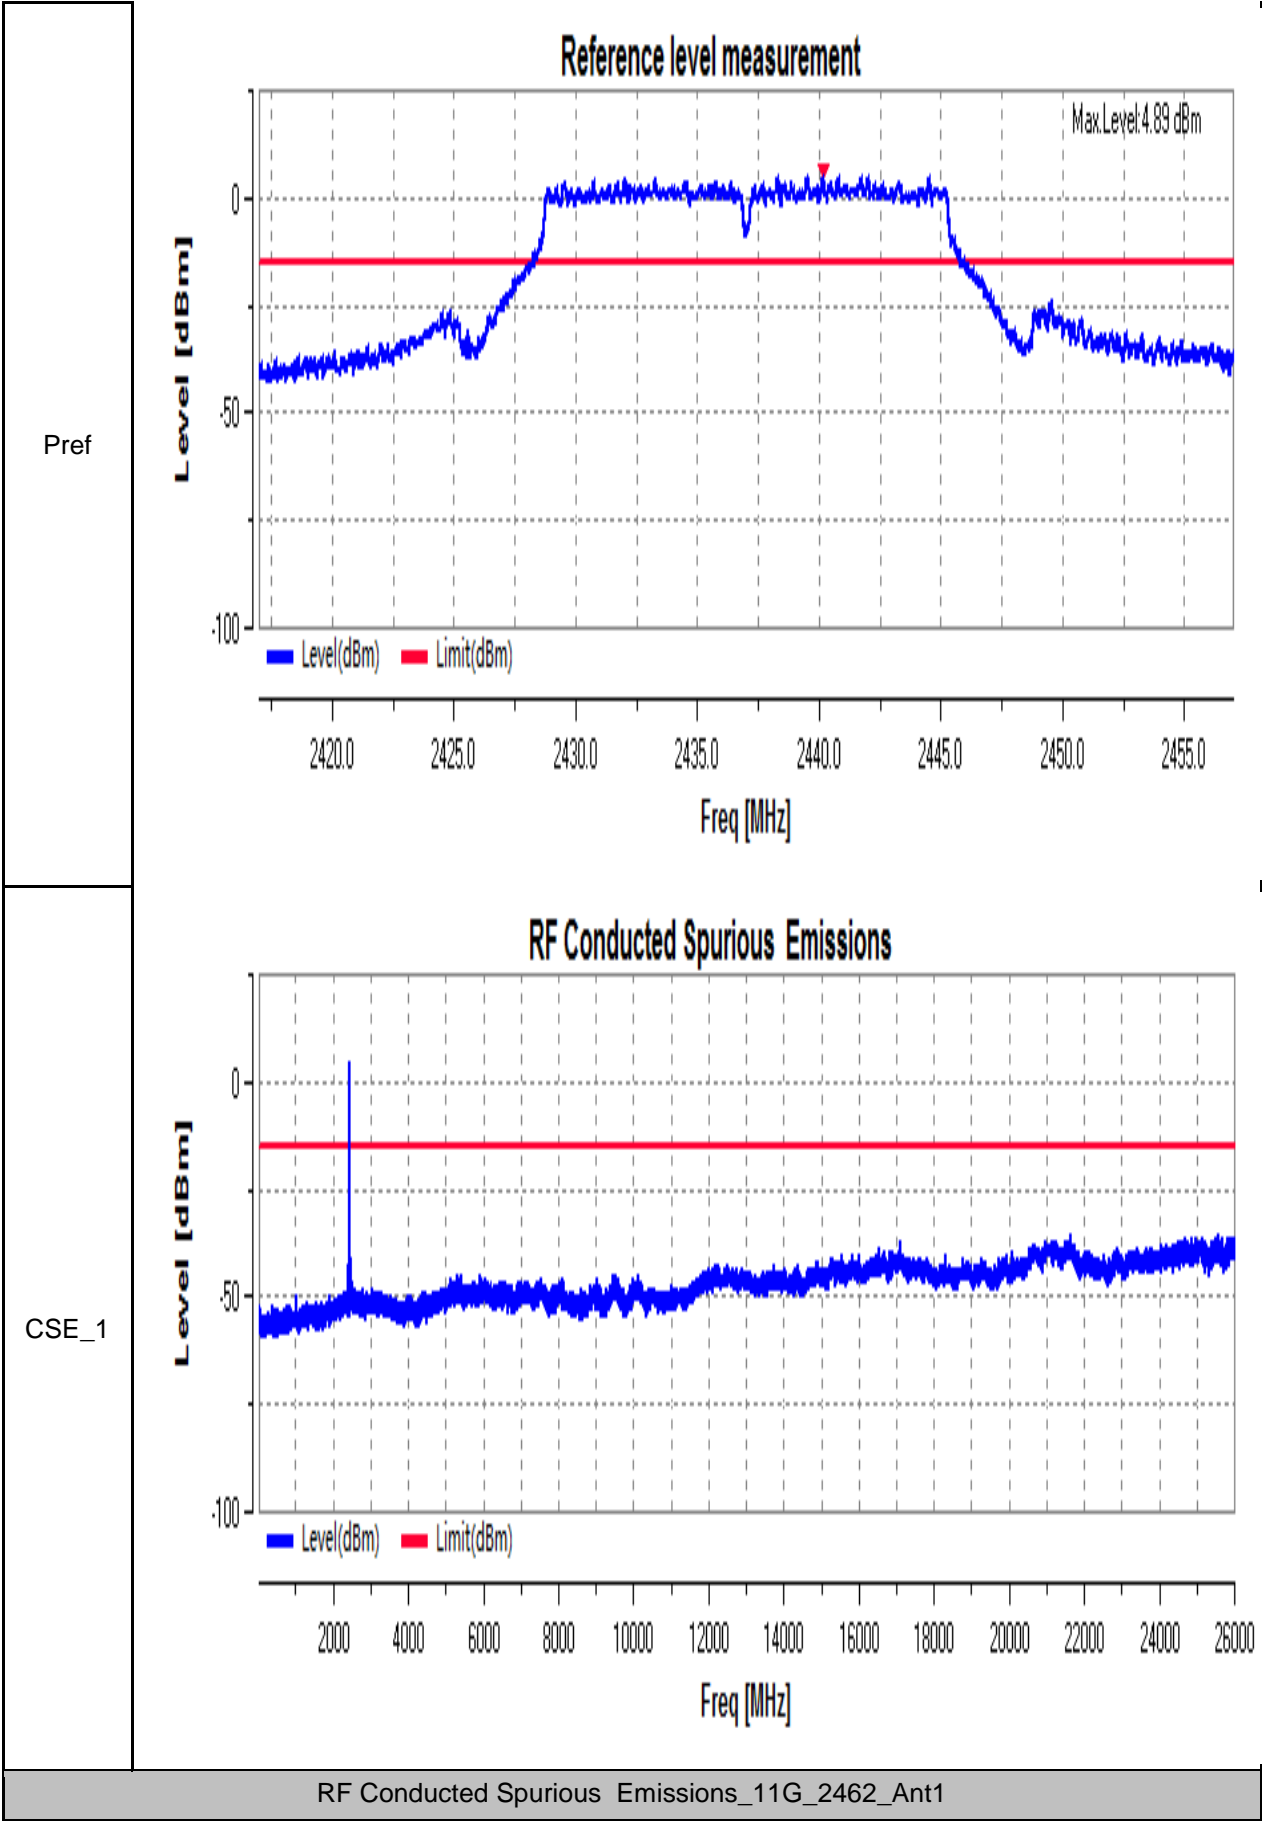 Pref
Reference level measurement
Max.Level:4.89 dBm
Level [dBm]
0
-50
-100
Level(dBm) Limit(dBm)
2420.0 2425.0 2430.0 2435.0 2440.0 2445.0 2450.0 2455.0
Freq [MHz]
CSE_1
RF Conducted Spurious Emissions
Level [dBm]
0
-50
-100
Level(dBm) Limit(dBm)
2000 4000 6000 8000 10000 12000 14000 16000 18000 20000 22000 24000 26000
Freq [MHz]
RF Conducted Spurious Emissions_11G_2462_Ant1